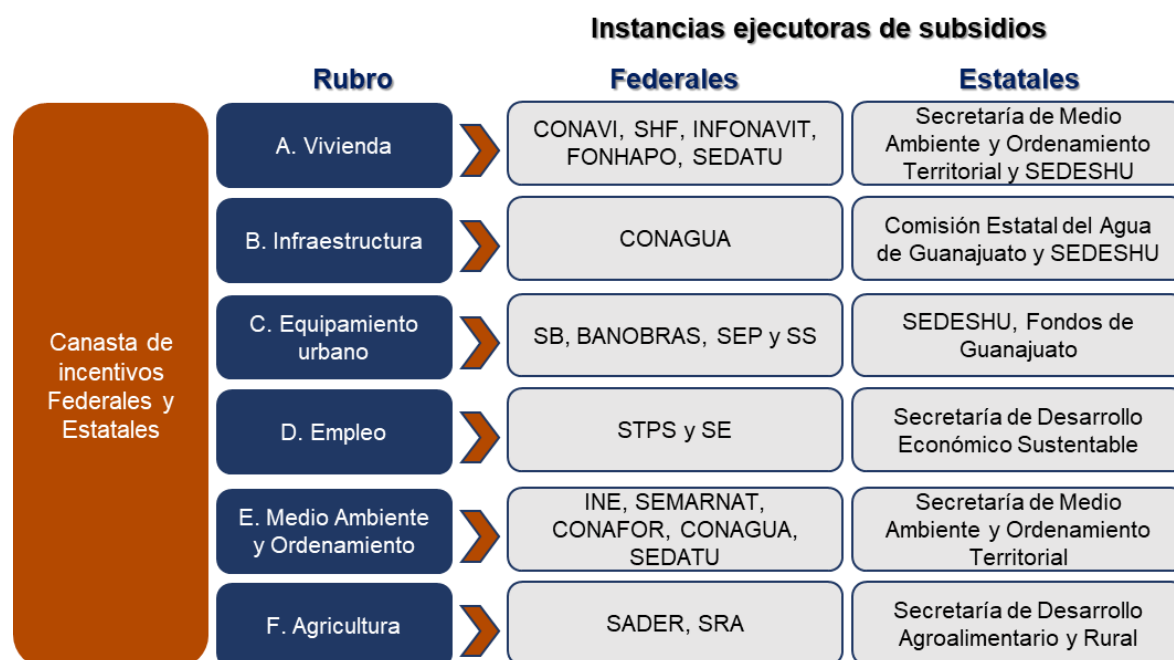 Instancias ejecutoras de subsidios
Rubro
Federales
Estatales
Canasta de
incentivos
Federales y
Estatales
A. Vivienda
CONAVI, SHF, INFONAVIT,
FONHAPO, SEDATU
Secretaría de Medio
Ambiente y Ordenamiento
Territorial y SEDESHU
B. Infraestructura
CONAGUA
Comisión Estatal del Agua
de Guanajuato y SEDESHU
C. Equipamiento
urbano
SB, BANOBRAS, SEP y SS
SEDESHU, Fondos de
Guanajuato
D. Empleo
STPS y SE
Secretaría de Desarrollo
Económico Sustentable
E. Medio Ambiente
y Ordenamiento
INE, SEMARNAT,
CONAFOR, CONAGUA,
SEDATU
Secretaría de Medio
Ambiente y Ordenamiento
Territorial
F. Agricultura
SADER, SRA
Secretaría de Desarrollo
Agroalimentario y Rural